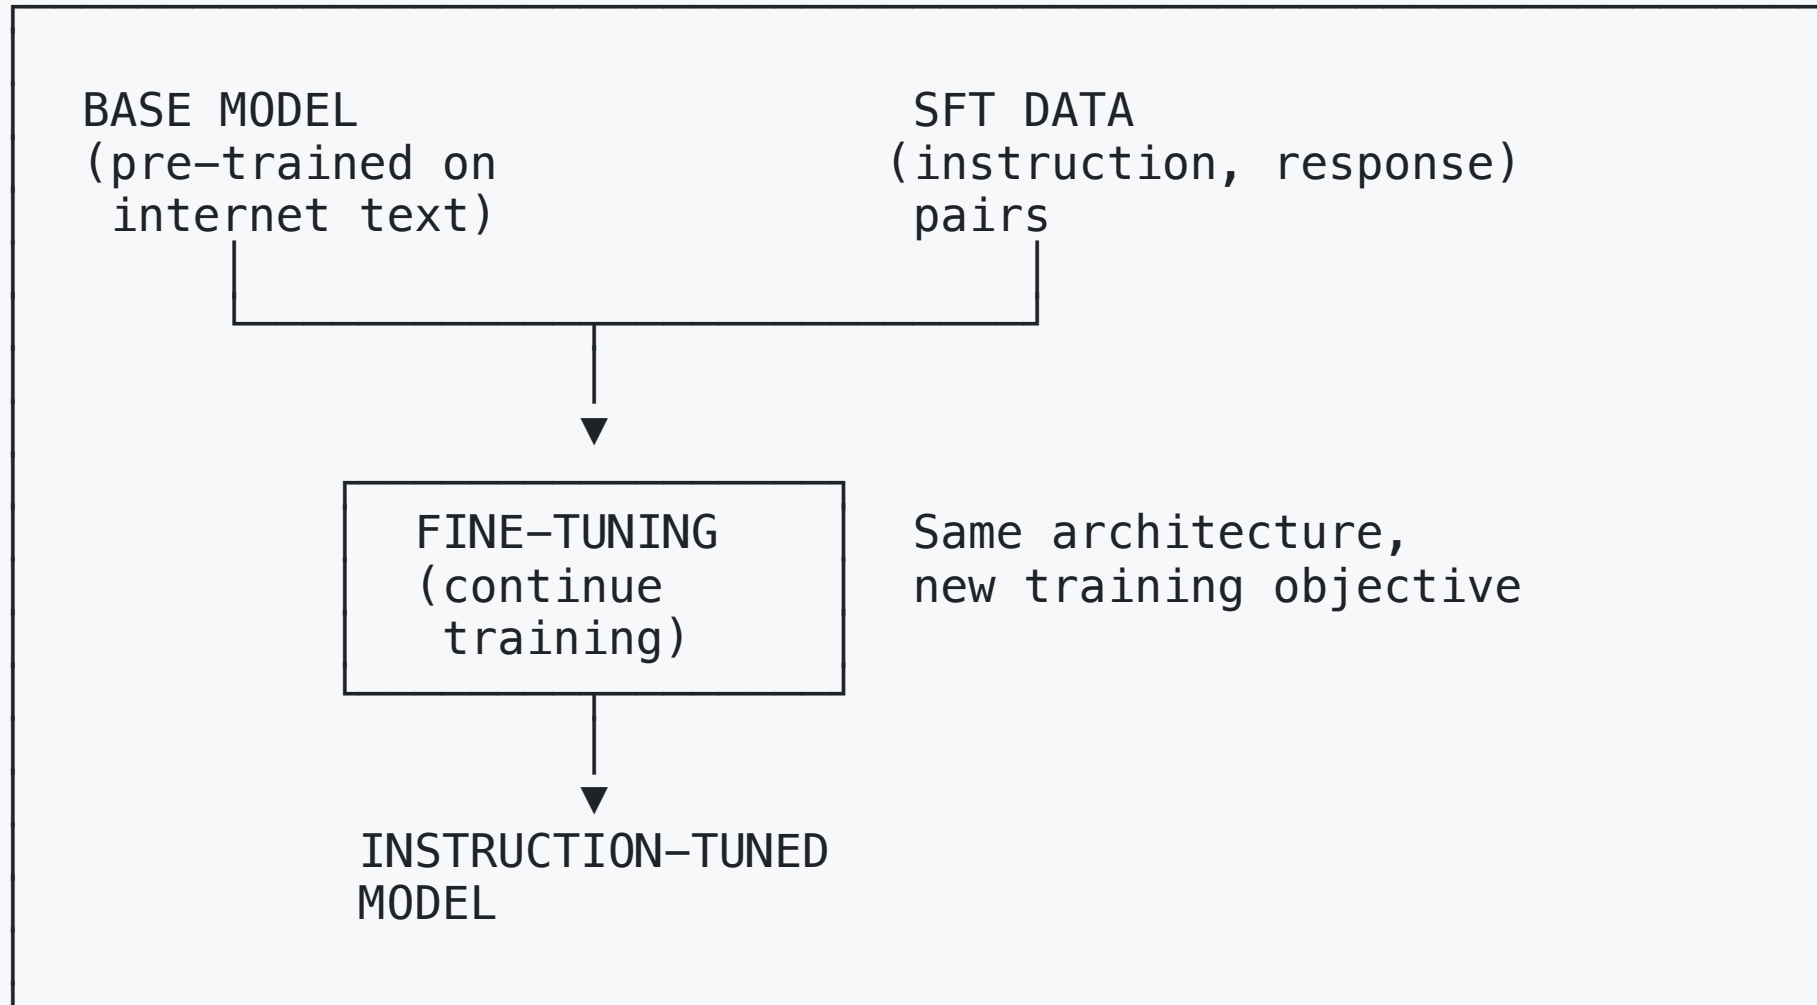 BASE MODEL
(pre-trained on
internet text)
SFT DATA
(instruction, response)
pairs
FINE-TUNING
(continue
training)
Same architecture,
new training objective
INSTRUCTION-TUNED
MODEL